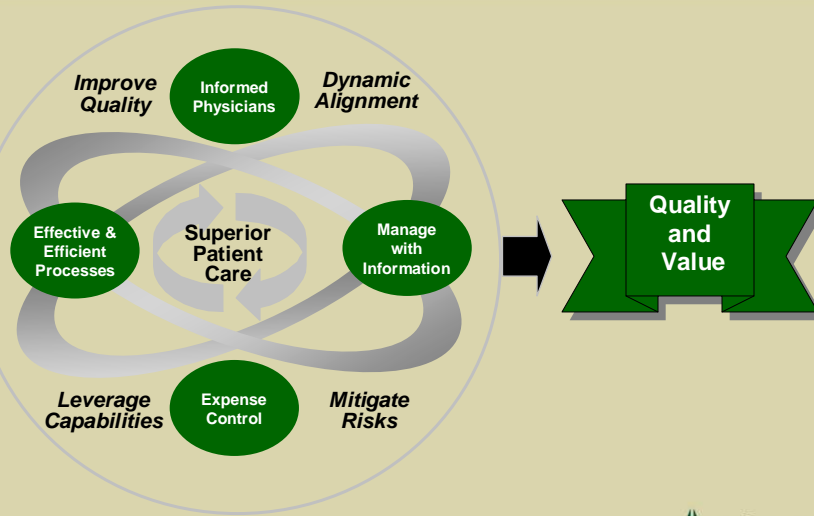 Improve
Quality
Informed
Physicians
Dynamic
Alignment
Effective &
Efficient
Processes
Superior
Patient
Care
Manage
with
Information
Quality
and
Value
Leverage
Capabilities
Expense
Control
Mitigate
Risks